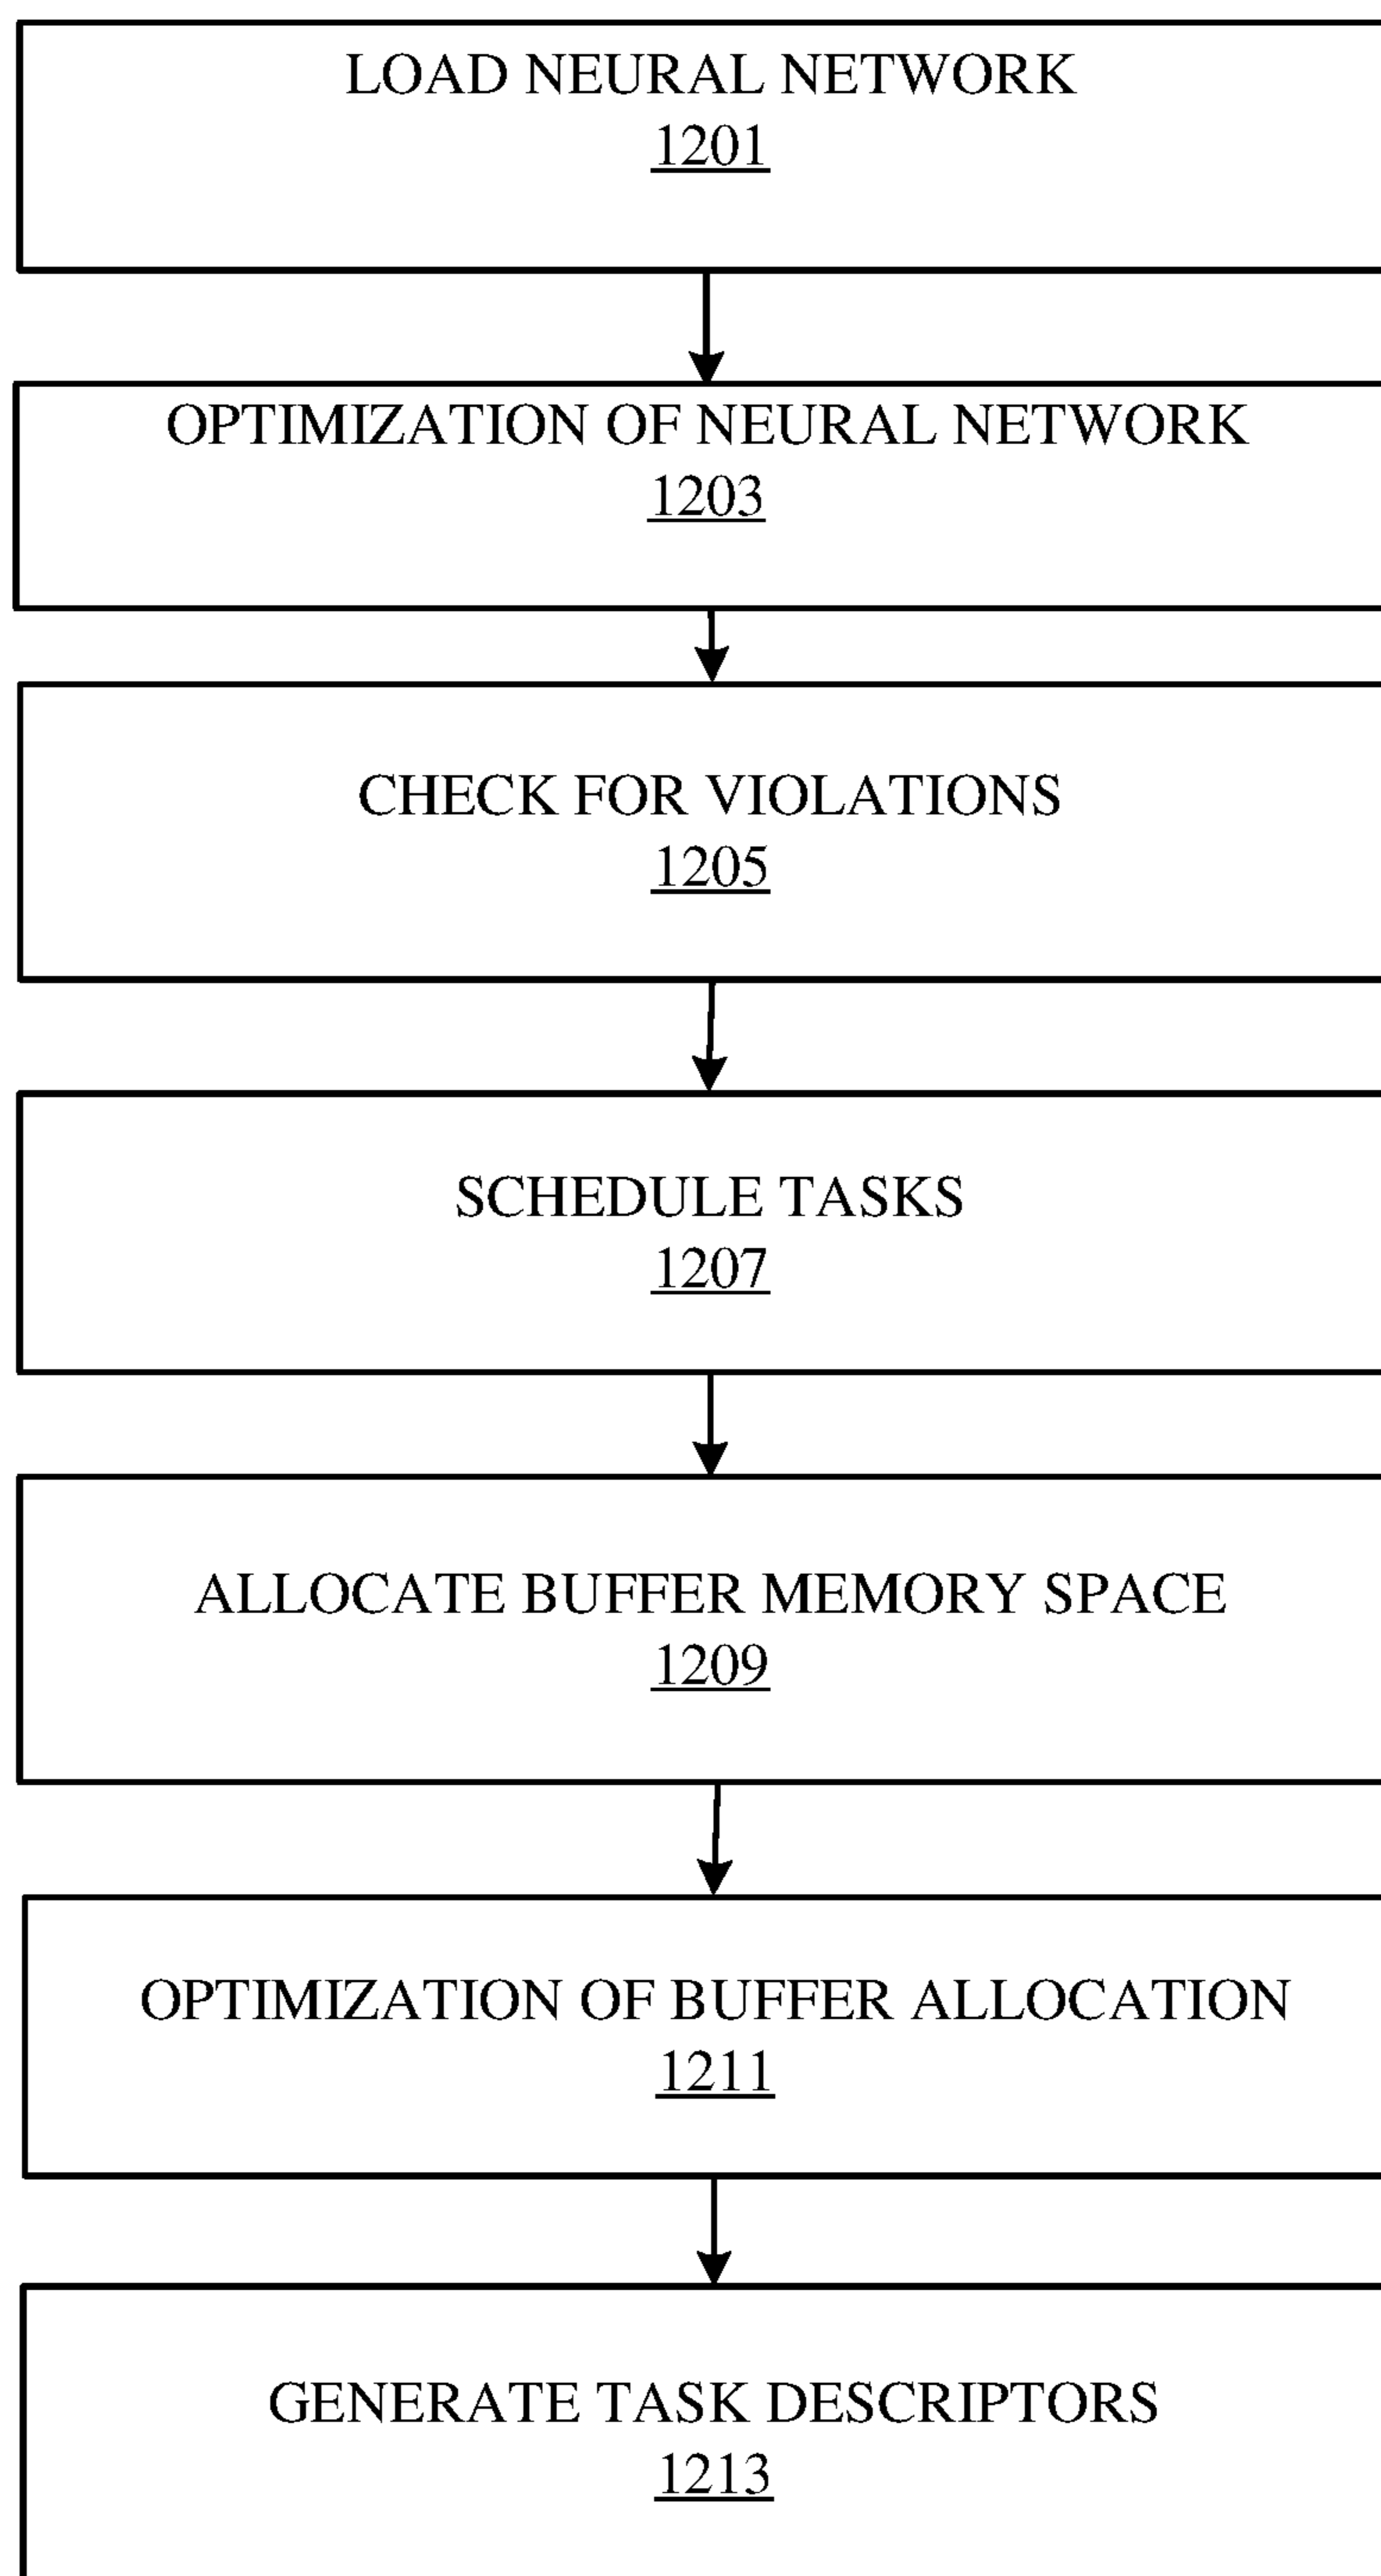 LOAD NEURAL NETWORK
1201
OPTIMIZATION OF NEURAL NETWORK
1203
CHECK FOR VIOLATIONS
1205
SCHEDULE TASKS
1207
ALLOCATE BUFFER MEMORY SPACE
1209
OPTIMIZATION OF BUFFER ALLOCATION
1211
GENERATE TASK DESCRIPTORS
1213